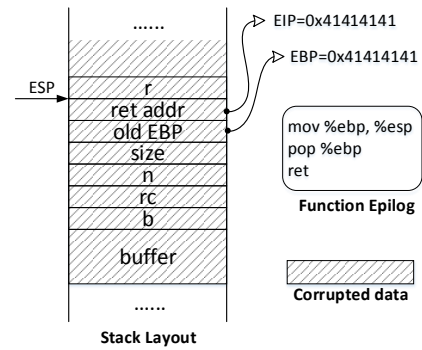 ......
EIP=0x41414141
EBP=0x41414141
ESP
r
ret addr
old EBP
size
n
rc
b
buffer
......
Stack Layout
mov %ebp, %esp
pop %ebp
ret
Function Epilog
Corrupted data